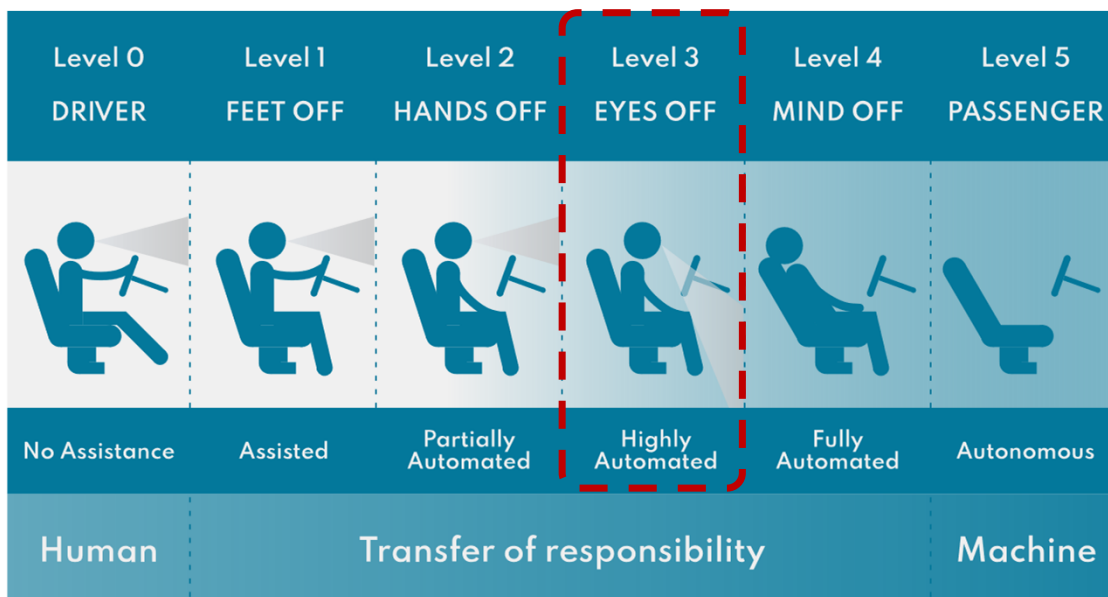 Level 0
DRIVER
Level 1
FEET OFF
Level 2
HANDS OFF
Level 3
EYES OFF
Level 4
MIND OFF
Level 5
PASSENGER
No Assistance
Assisted
Partially
Automated
Highly
Automated
Fully
Automated
Autonomous
Human
Transfer of responsibility
Machine